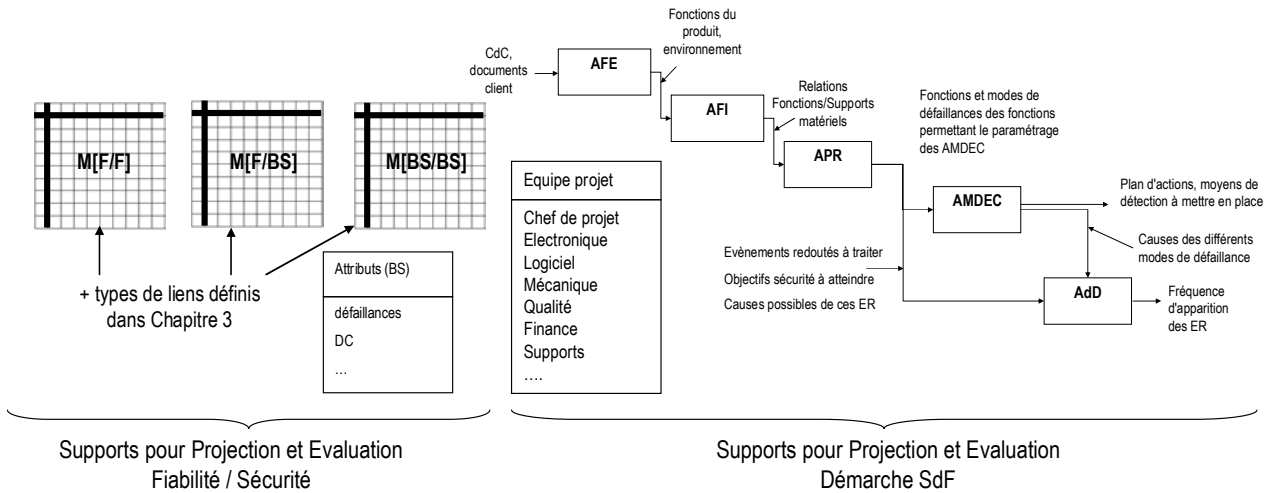 M[F/F]
M[F/BS]
M[BS/BS]
+ types de liens définis
dans Chapitre 3
Attributs (BS)
défaillances
DC
…
Supports pour Projection et Evaluation
Fiabilité / Sécurité
CdC,
documents
client
AFE
Fonctions du
produit,
environnement
AFI
Relations
Fonctions/Supports
matériels
APR
Fonctions et modes de
défaillances des fonctions
permettant le paramétrage
des AMDEC
AMDEC
Plan d'actions, moyens de
détection à mettre en place
Causes des différents
modes de défaillance
Evènements redoutés à traiter
Objectifs sécurité à atteindre
Causes possibles de ces ER
AdD
Fréquence
d'apparition
des ER
Equipe projet
Chef de projet
Electronique
Logiciel
Mécanique
Qualité
Finance
Supports
….
Supports pour Projection et Evaluation
Démarche SdF